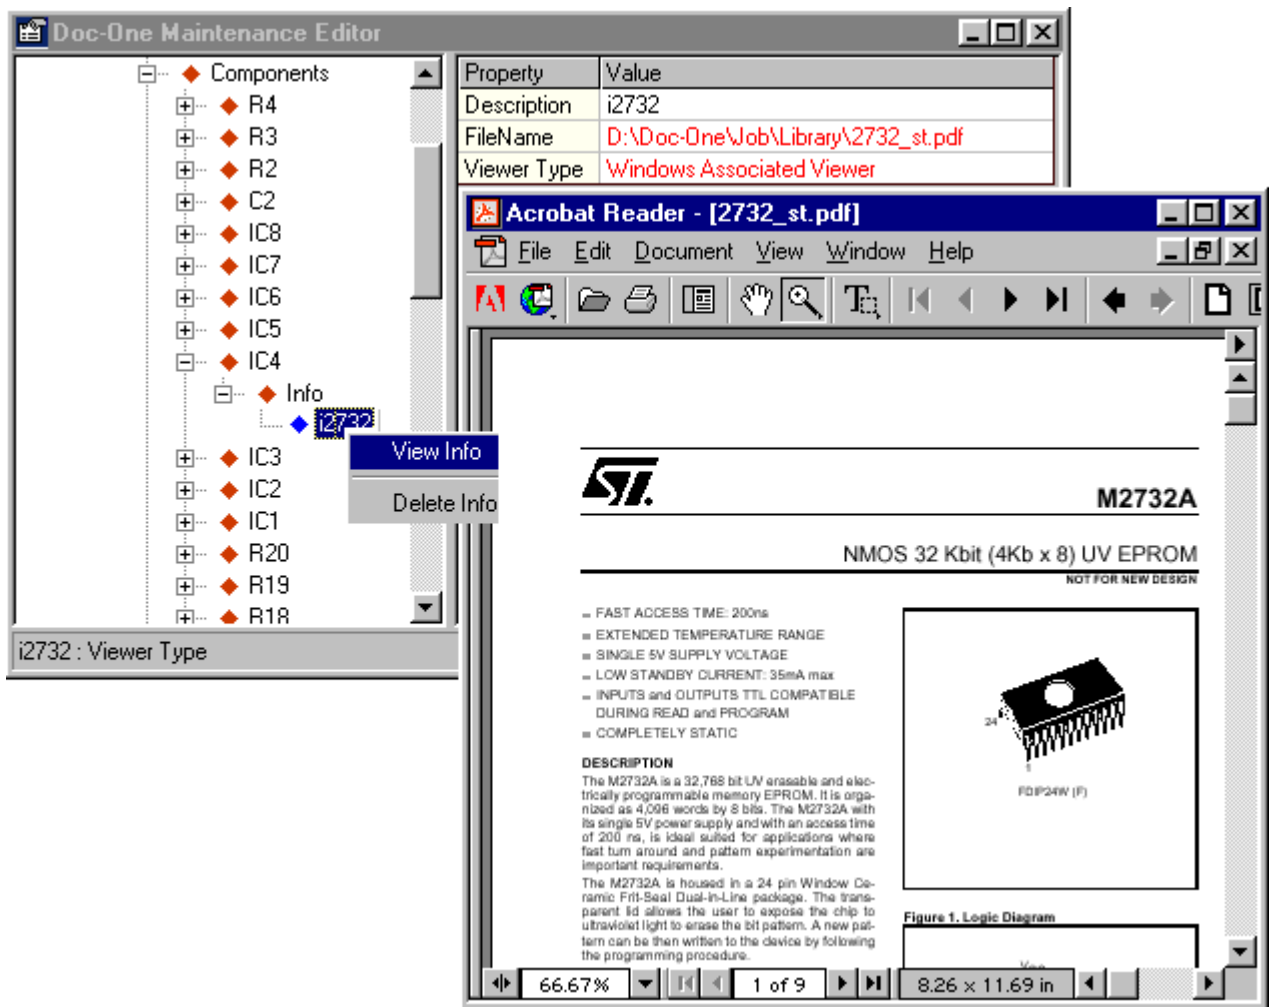 Doc-One Maintenance Editor
Components
R4
R3
R2
C2
IC8
IC7
IC6
IC5
IC4
Info
i2732
IC3
IC2
IC1
R20
R19
R18
View Info
Delete Info
i2732 : Viewer Type
Property Value
Description i2732
FileName D:\Doc-One\Job\Library\2732_st.pdf
Viewer Type Windows Associated Viewer
Acrobat Reader - [2732_st.pdf]
File Edit Document View Window Help
ST.
M2732A
NMOS 32 Kbit (4Kb x 8) UV EPROM
NOT FOR NEW DESIGN
FAST ACCESS TIME: 200ns
EXTENDED TEMPERATURE RANGE
SINGLE 5V SUPPLY VOLTAGE
LOW STANDBY CURRENT: 35mA max
INPUTS and OUTPUTS TTL COMPATIBLE
DURING READ and PROGRAM
COMPLETELY STATIC
DESCRIPTION
The M2732A is a 32,768 bit UV erasable and elec-
trically programmable memory EPROM. It is orga-
nized as 4,096 words by 8 bits. The M2732A with
its single 5V power supply and with an access time
of 200 ns, is ideal suited for applications where
fast turn around and pattern experimentation are
important requirements.
The M2732A is housed in a 24 pin Window Ce-
ramic Frit-Seal Dual-in-Line package. The trans-
parent lid allows the user to expose the chip to
ultraviolet light to erase the bit pattern. A new pat-
tern can be then written to the device by following
the programming procedure.
24
1
FDIP24W (F)
Figure 1. Logic Diagram
66.67% 1 of 9 8.26 x 11.69 in